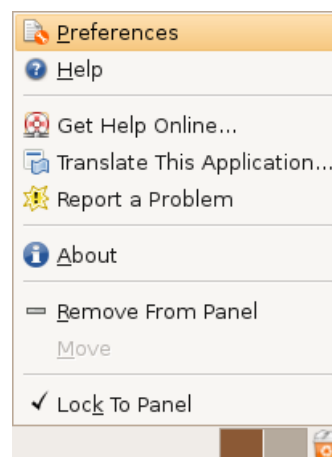 Preferences
Help
Get Help Online...
Translate This Application...
Report a Problem
About
Remove From Panel
Move
Lock To Panel